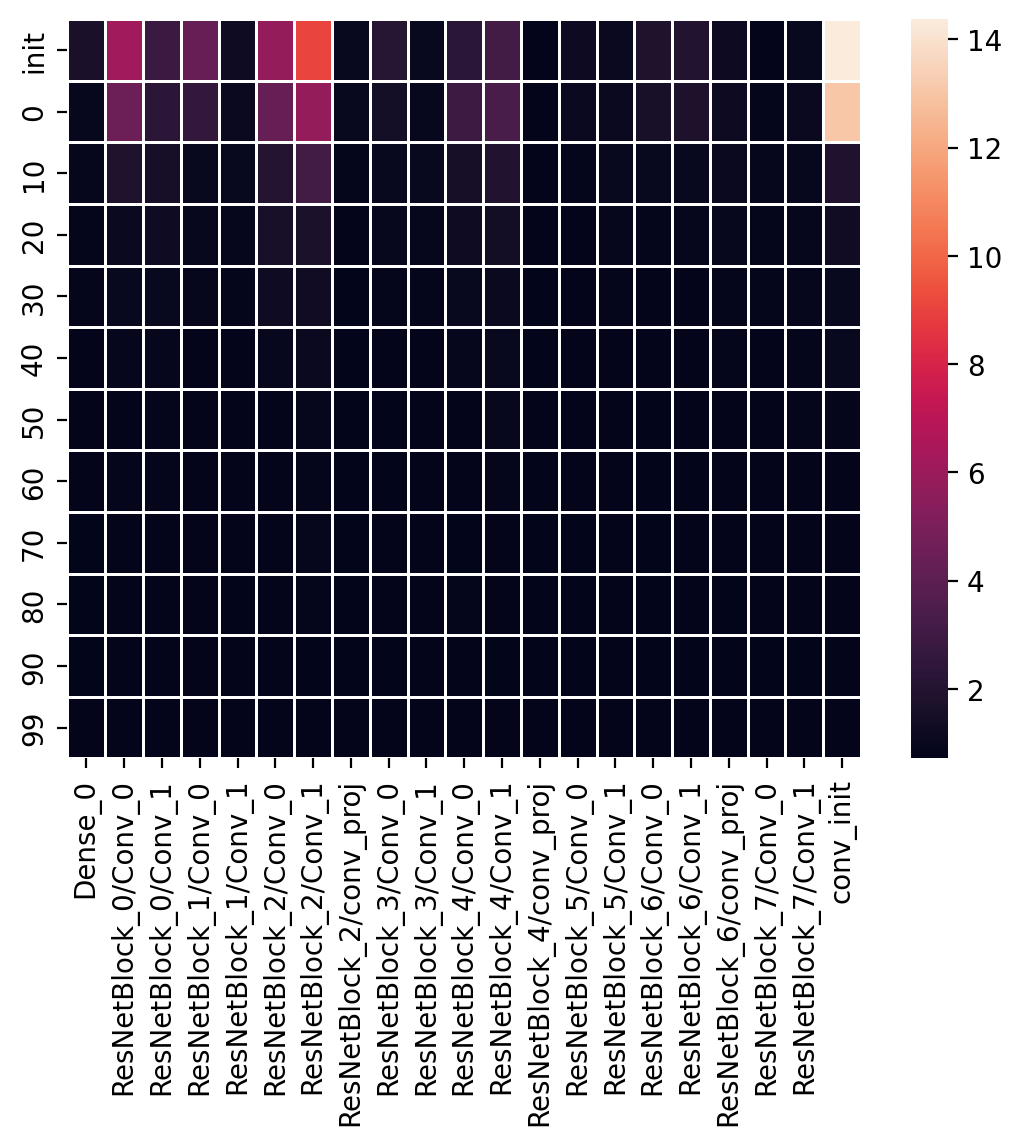 init
0
10
20
30
40
50
60
70
80
90
99
14
12
10
8
6
4
2
Dense_0
ResNetBlock_0/Conv_0
ResNetBlock_0/Conv_1
ResNetBlock_1/Conv_0
ResNetBlock_1/Conv_1
ResNetBlock_2/Conv_0
ResNetBlock_2/Conv_1
ResNetBlock_2/conv_proj
ResNetBlock_3/Conv_0
ResNetBlock_3/Conv_1
ResNetBlock_4/Conv_0
ResNetBlock_4/Conv_1
ResNetBlock_4/conv_proj
ResNetBlock_5/Conv_0
ResNetBlock_5/Conv_1
ResNetBlock_6/Conv_0
ResNetBlock_6/Conv_1
ResNetBlock_6/conv_proj
ResNetBlock_7/Conv_0
ResNetBlock_7/Conv_1
conv_init